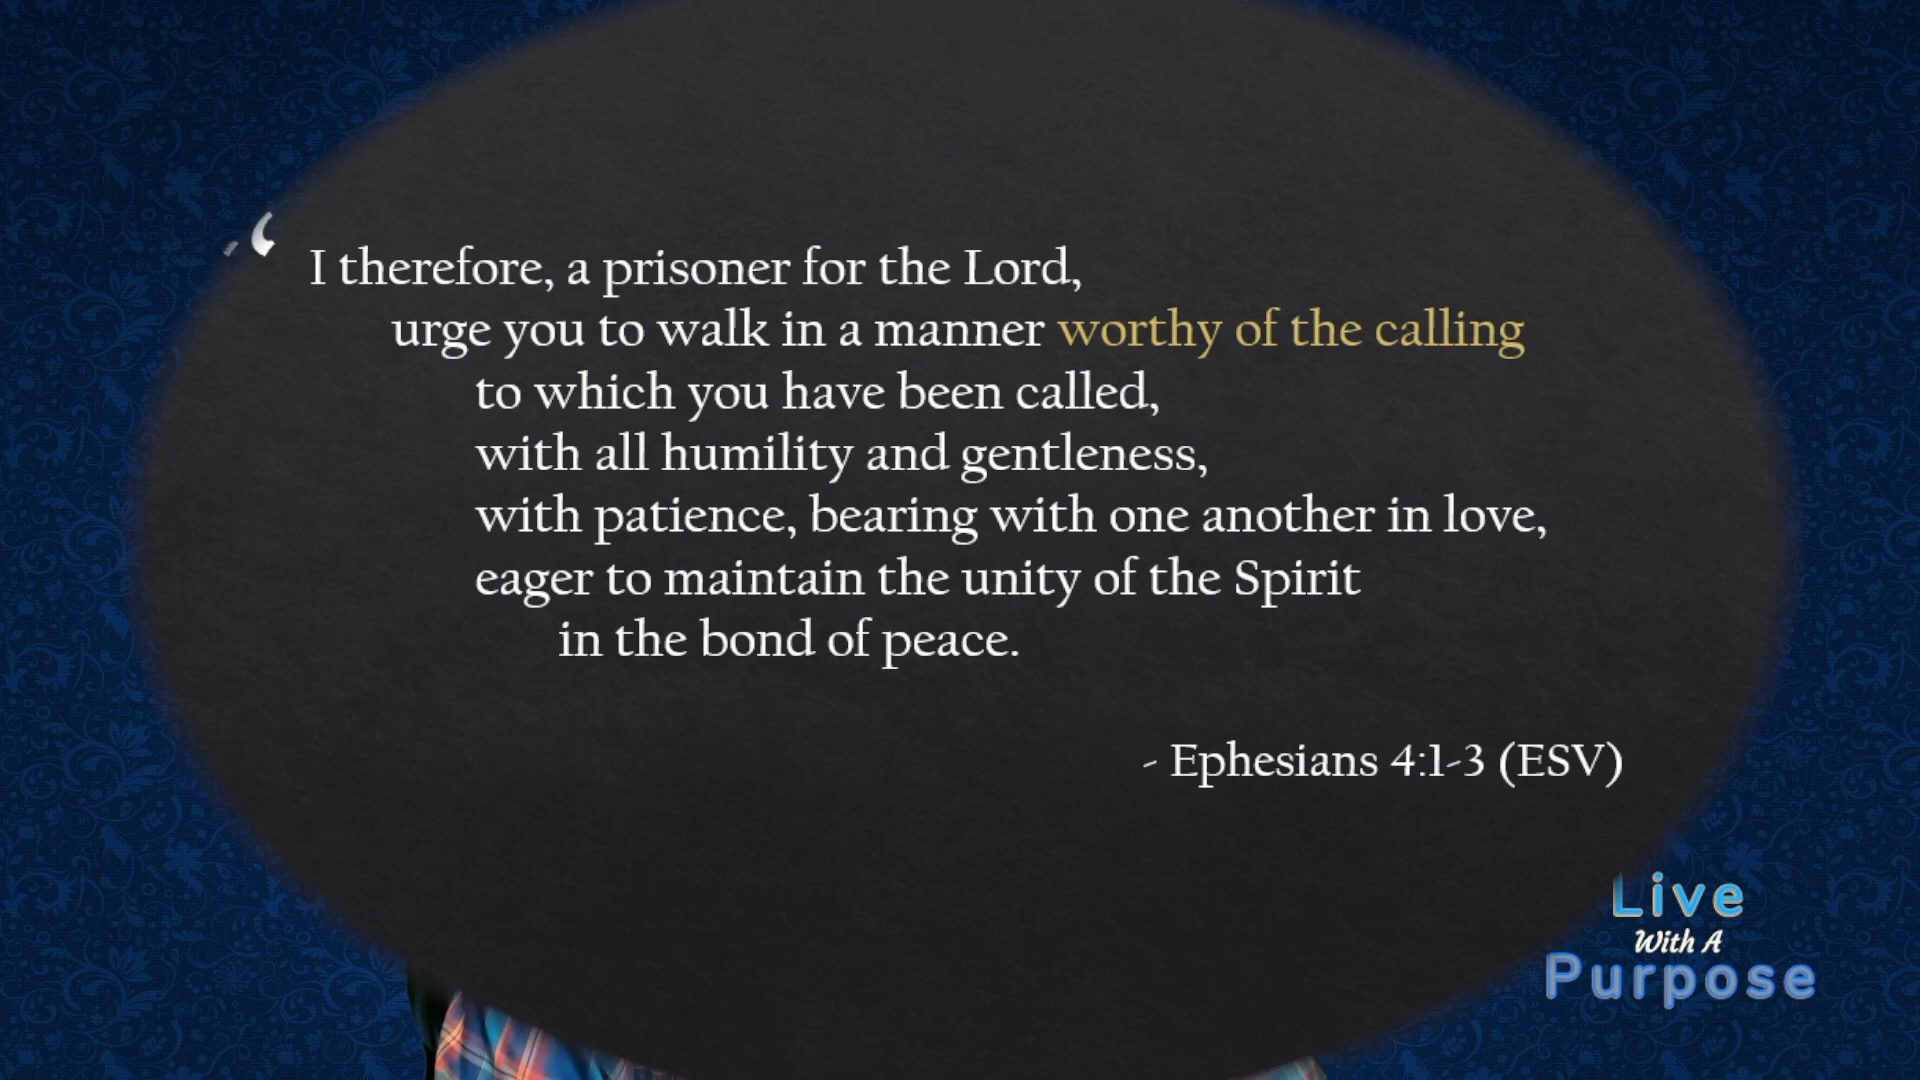 I therefore, a prisoner for the Lord,
urge you to walk in a manner worthy of the calling
to which you have been called,
with all humility and gentleness,
with patience, bearing with one another in love,
eager to maintain the unity of the Spirit
in the bond of peace.
- Ephesians 4:1-3 (ESV)
Live
With A
Purpose